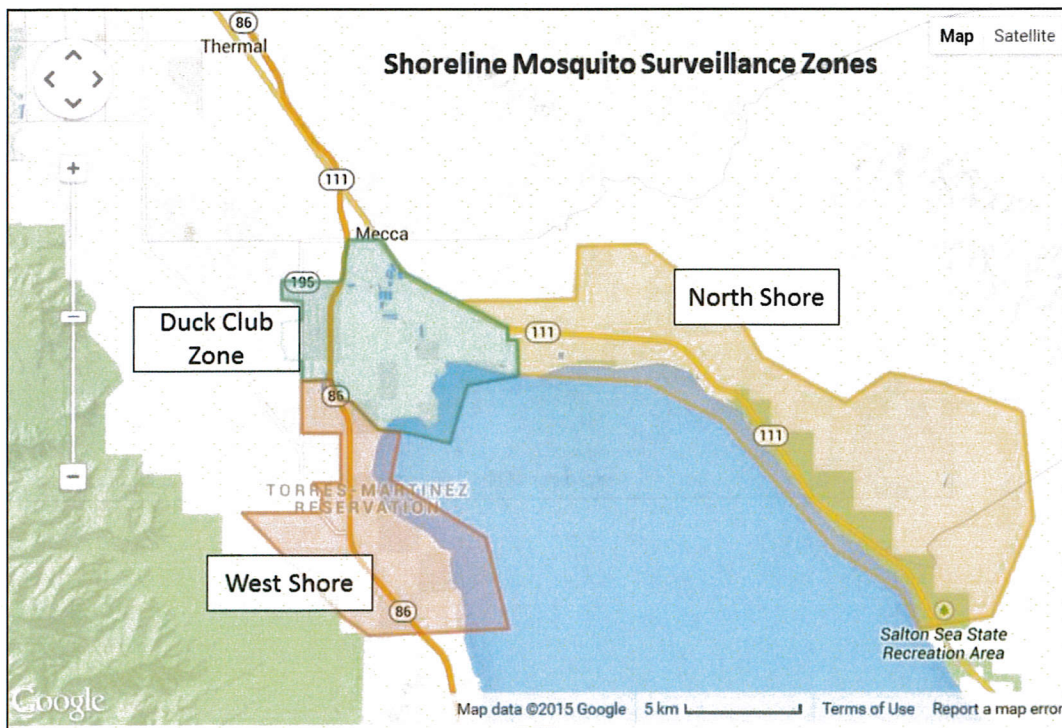 86
Thermal
Map Satellite
Shoreline Mosquito Surveillance Zones
111
Mecca
195
North Shore
Duck Club
Zone
111
86
111
TORRES-MARTINEZ
RESERVATION
West Shore
86
Salton Sea State
Recreation Area
Google
Map data ©2015 Google 5 km Terms of Use Report a map error